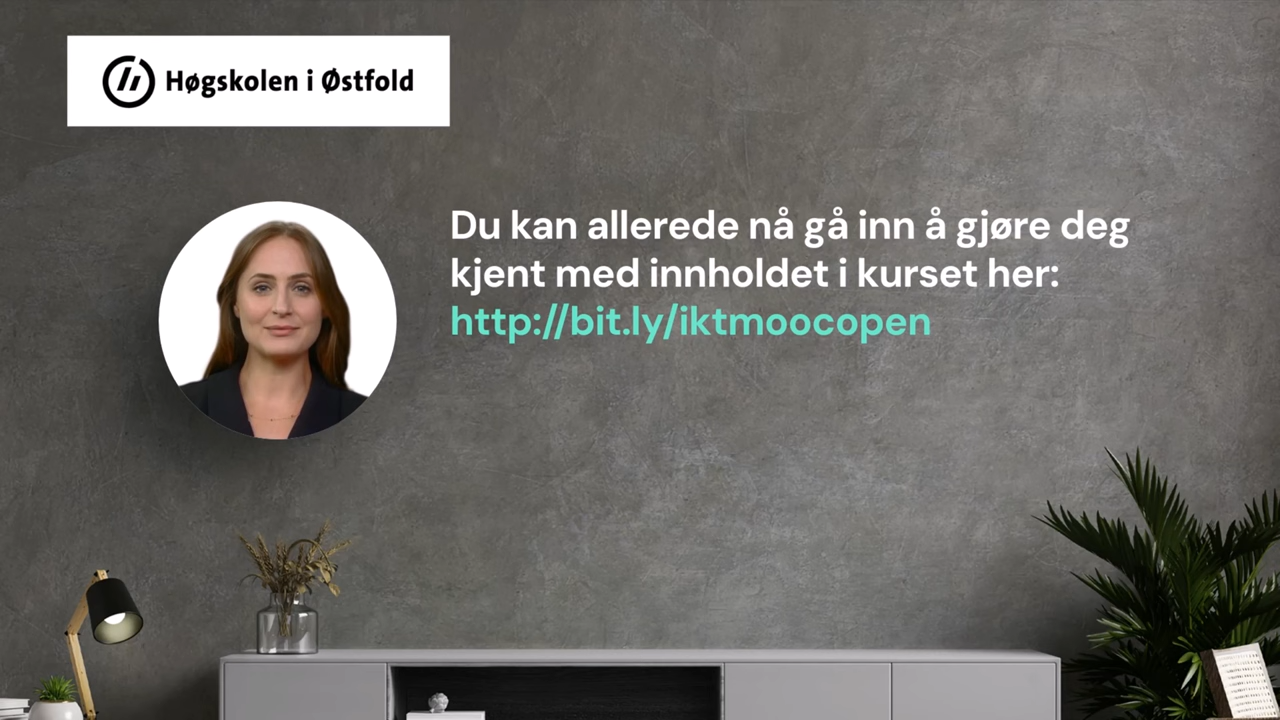 Høgskolen i Østfold
Du kan allerede nå gå inn å gjøre deg
kjent med innholdet i kurset her:
http://bit.ly/iktmoocopen